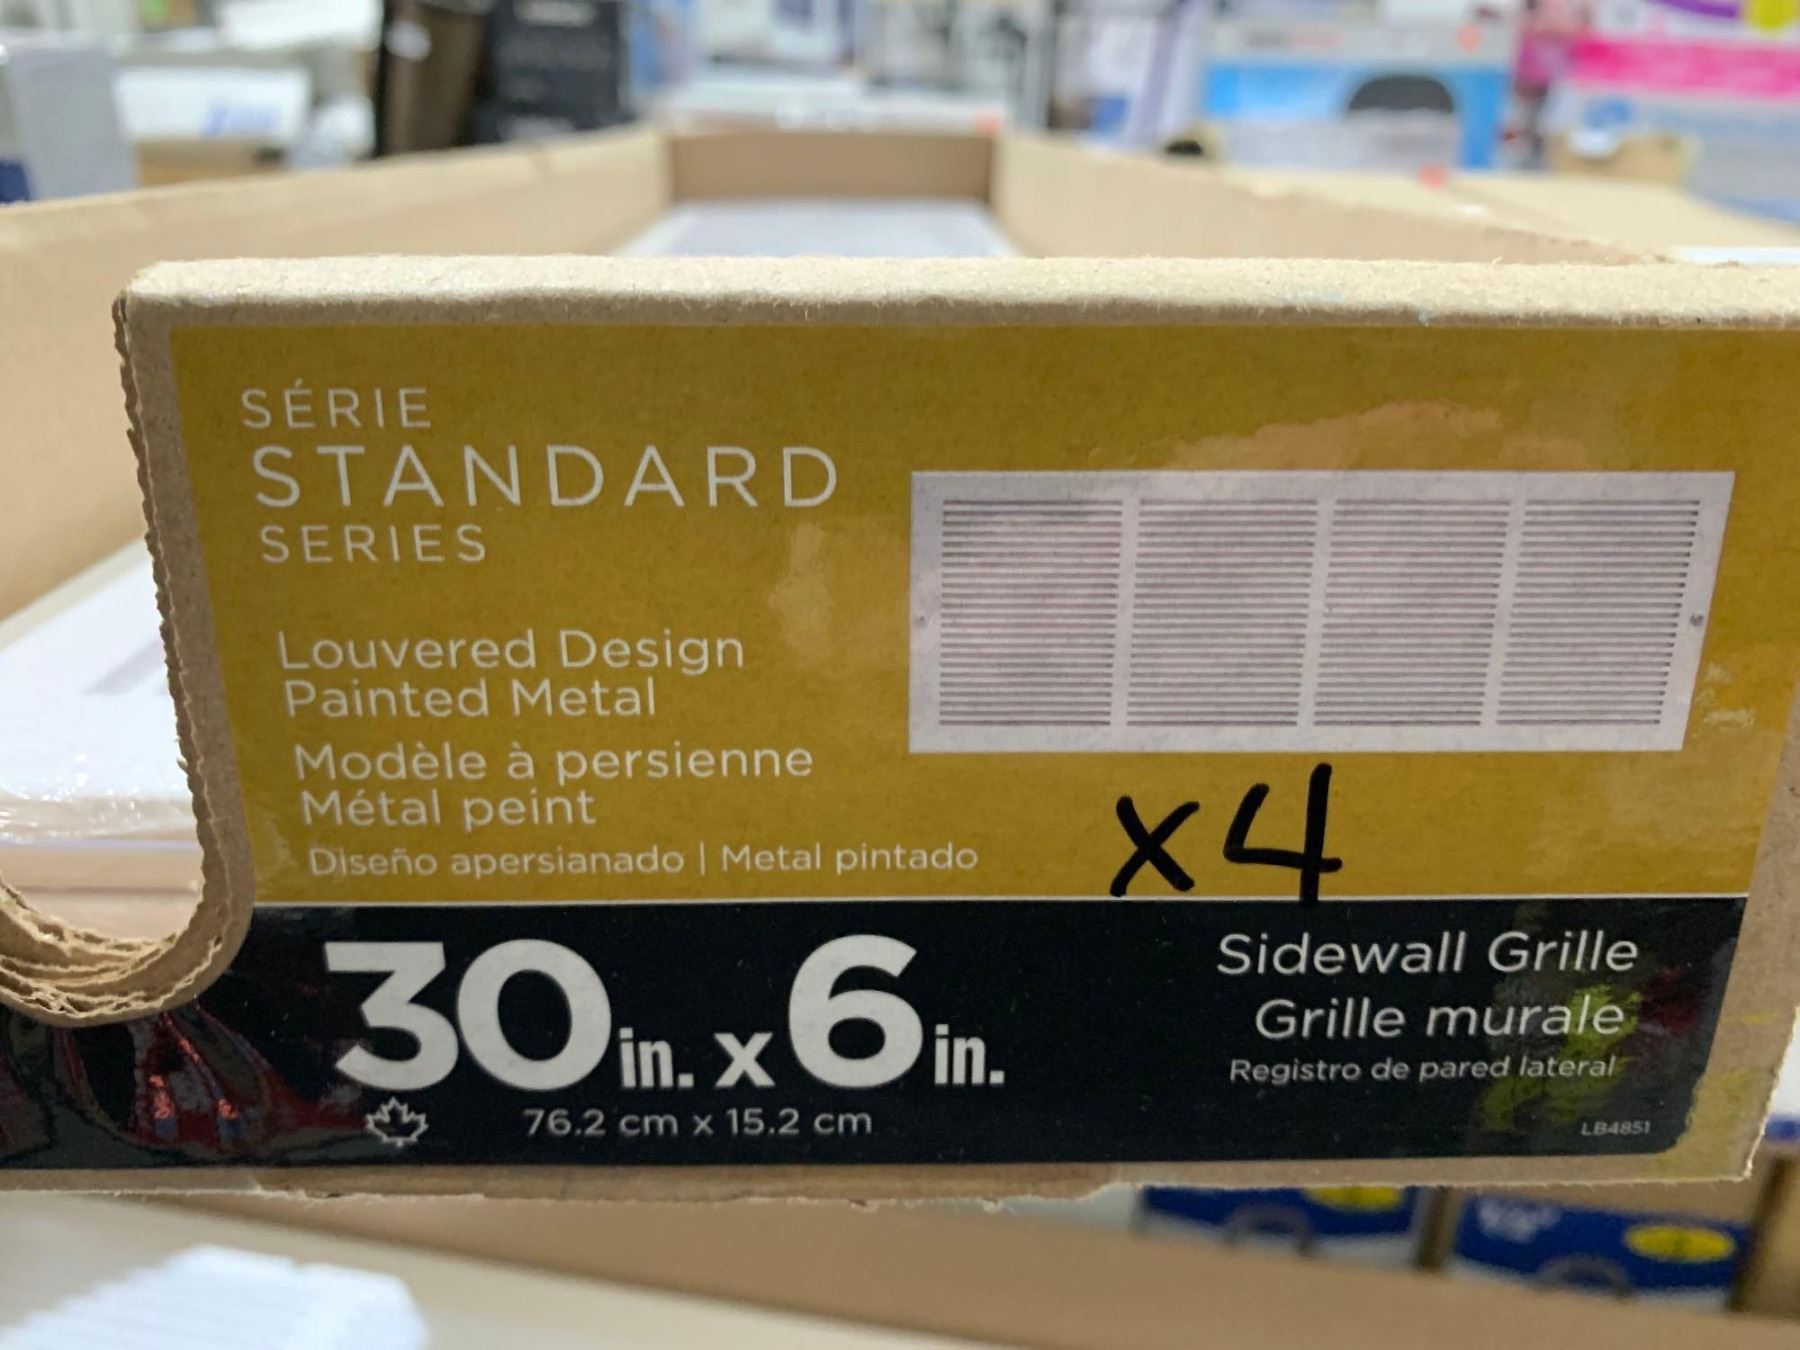 SÉRIE
STANDARD
SERIES
Louvered Design
Painted Metal
Modèle à persienne
Métal peint
Diseño apersianado | Metal pintado
x4
30in. x 6in.
76.2 cm x 15.2 cm
Sidewall Grille
Grille murale
Registro de pared lateral
LB4851